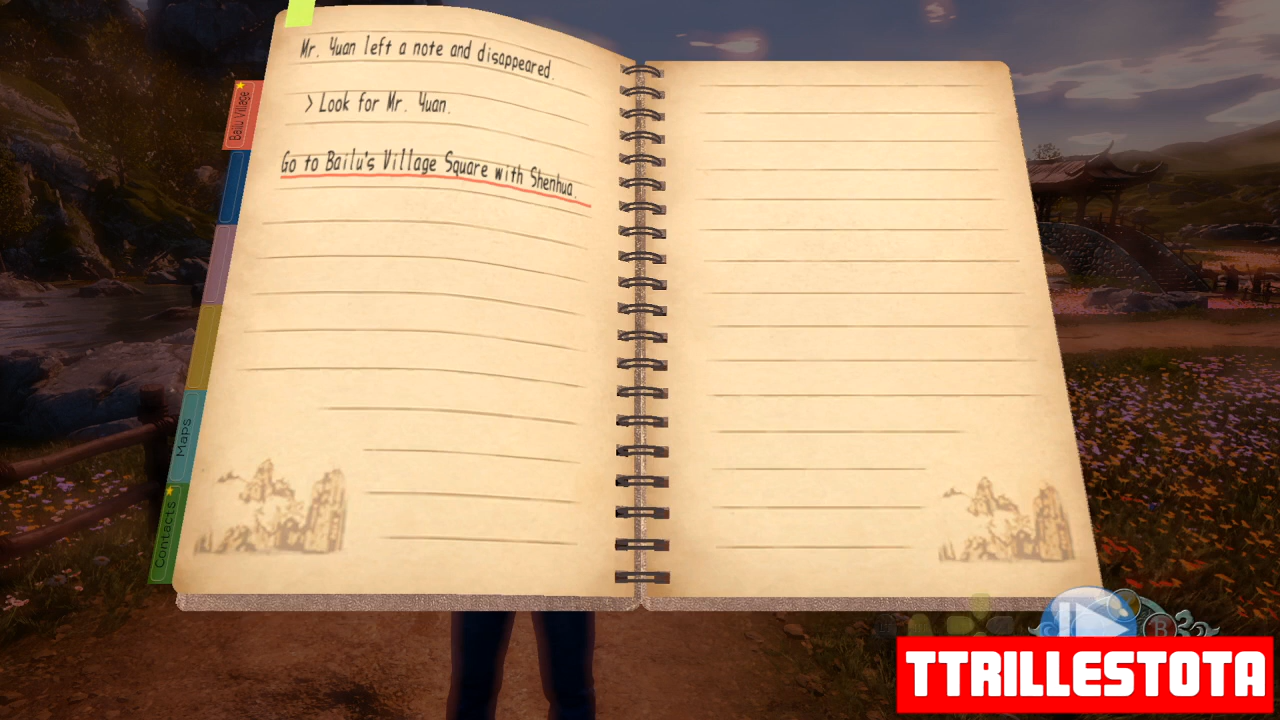 Mr. Yuan left a note and disappeared.
> Look for Mr. Yuan.
Go to Bailu's Village Square with Shenhua.
Bailu Village
Maps
Contacts
R
TTRILLESTOTA